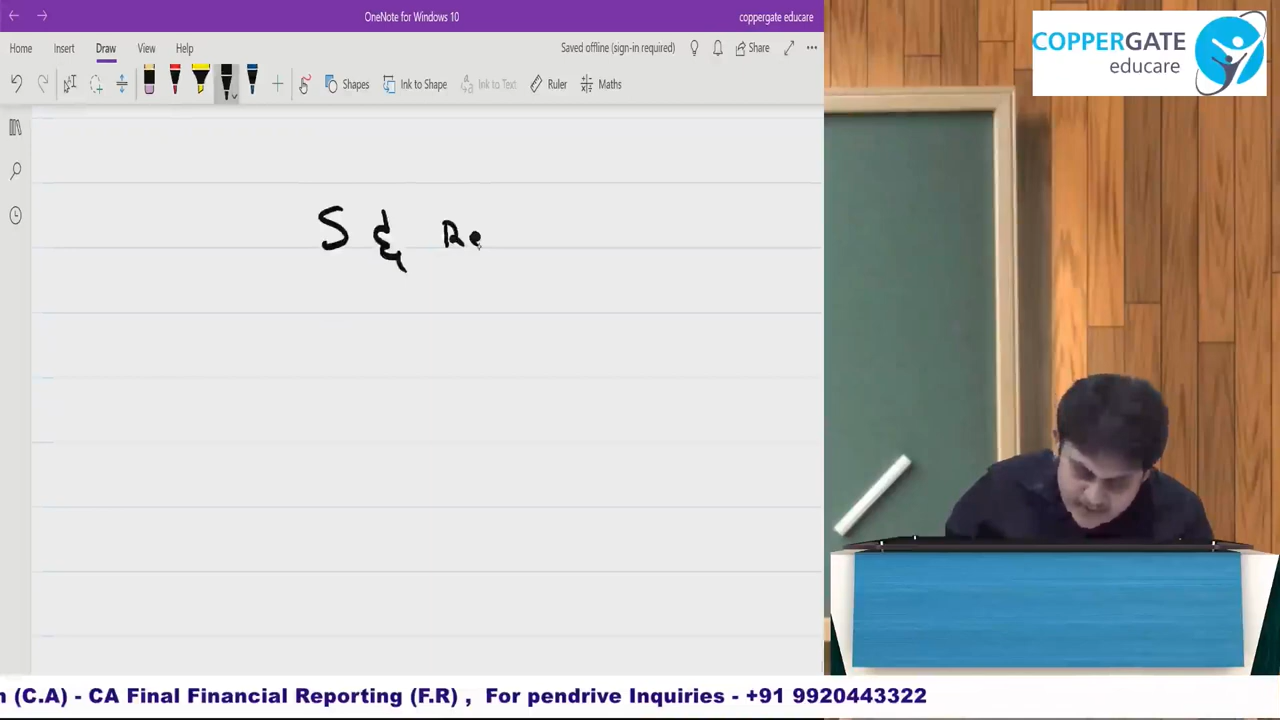 OneNote for Windows 10
coppergate educare
Home Insert Draw View Help
Saved offline (sign-in required)
Share
Shapes
Ink to Shape
Ink to Text
Ruler
Maths
COPPERGATE
educare
S & Re
(C.A) - CA Final Financial Reporting (F.R) , For pendrive Inquiries - +91 9920443322